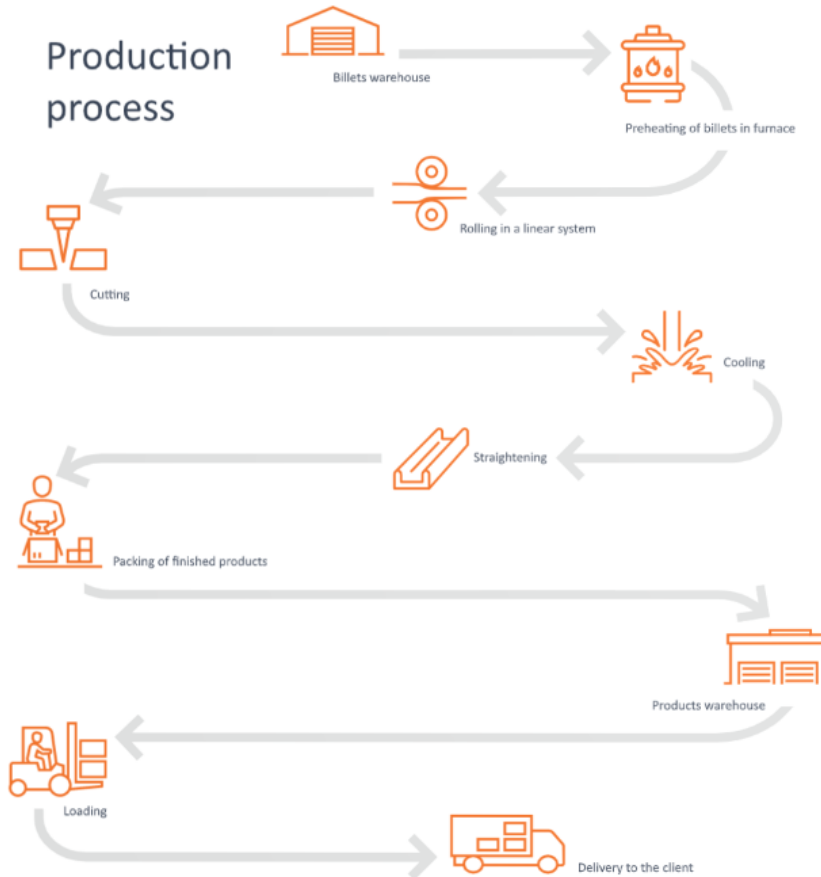 Production
process
Billets warehouse
Preheating of billets in furnace
Rolling in a linear system
Cutting
Cooling
Straightening
Packing of finished products
Products warehouse
Loading
Delivery to the client